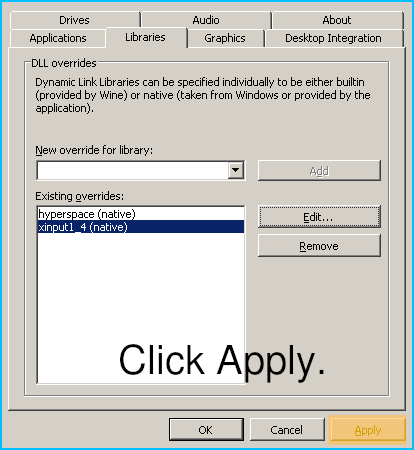 Drives Audio About
Applications Libraries Graphics Desktop Integration
DLL overrides
Dynamic Link Libraries can be specified individually to be either builtin
(provided by Wine) or native (taken from Windows or provided by the
application).
New override for library:
Add
Existing overrides:
hyperspace (native)
xinput1_4 (native)
Edit...
Remove
Click Apply.
OK Cancel Apply